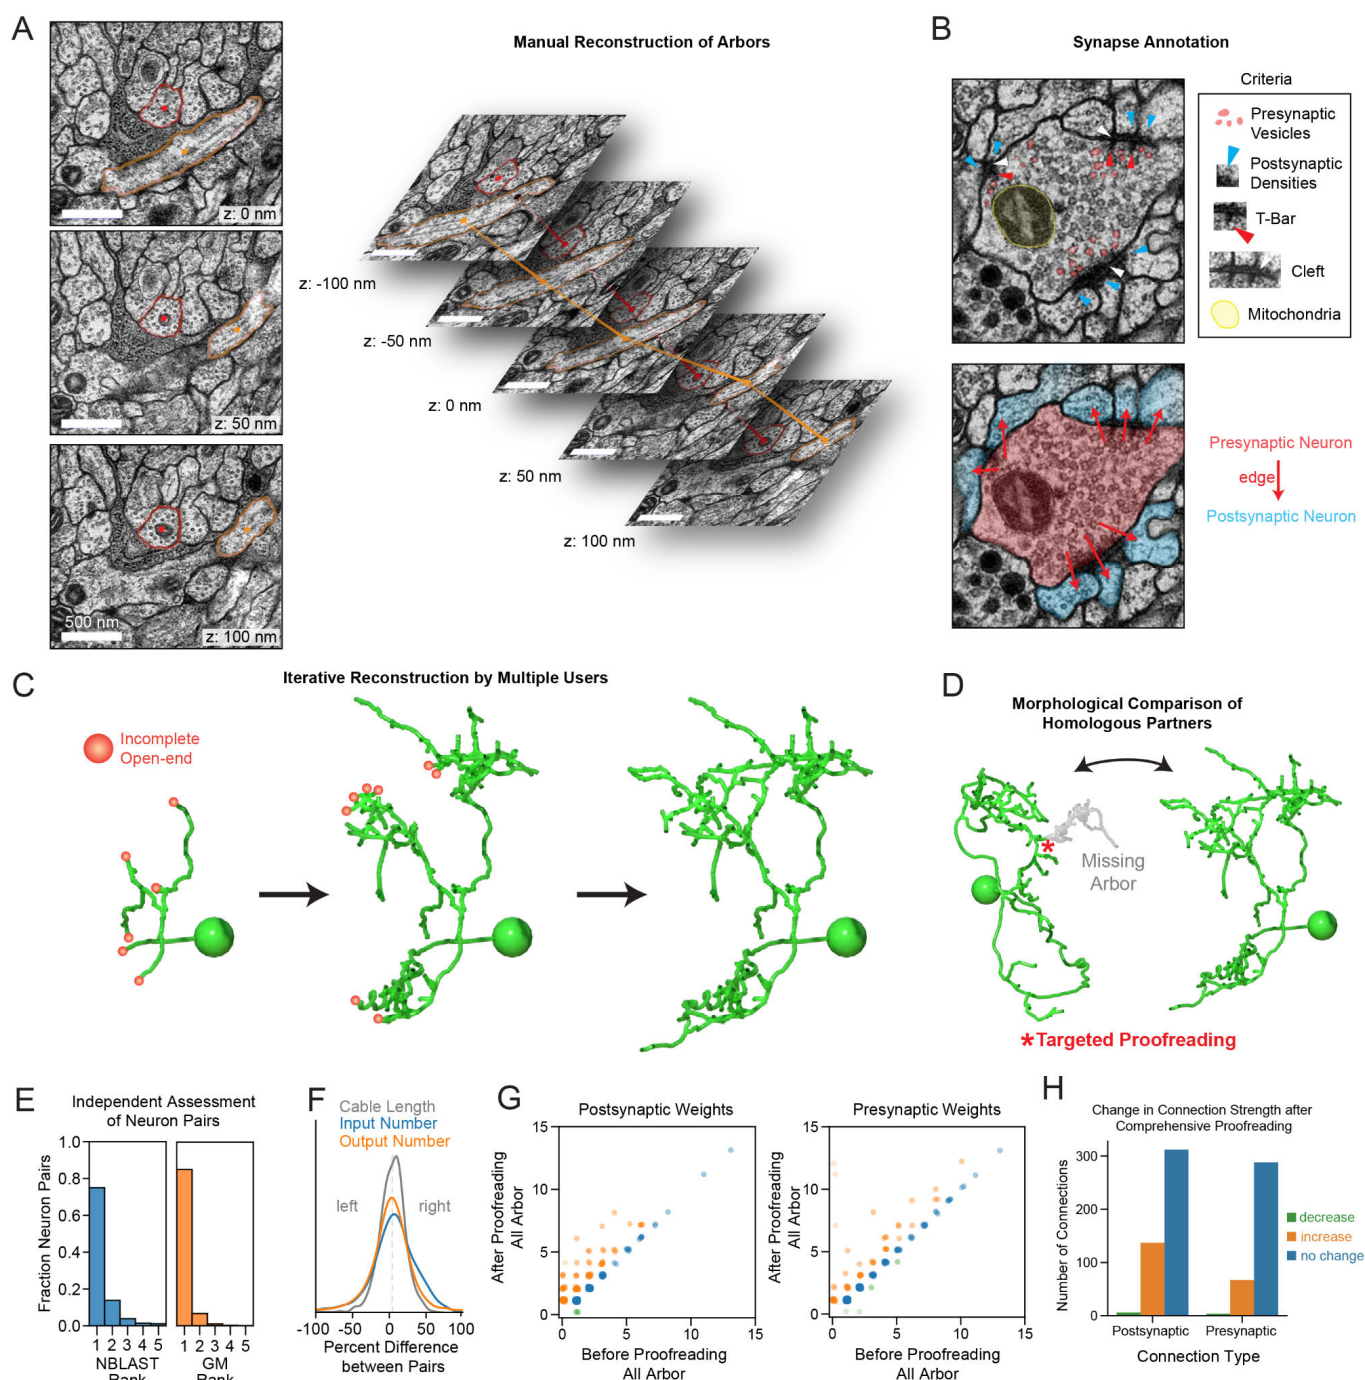 A
Manual Reconstruction of Arbors
z: 0 nm
z: 50 nm
500 nm
z: 100 nm
z: -100 nm
z: -50 nm
z: 0 nm
z: 50 nm
z: 100 nm
B
Synapse Annotation
Criteria
Presynaptic
Vesicles
Postsynaptic
Densities
T-Bar
Cleft
Mitochondria
Presynaptic Neuron
edge
Postsynaptic Neuron
C
Iterative Reconstruction by Multiple Users
Incomplete
Open-end
D
Morphological Comparison of
Homologous Partners
Missing
Arbor
*
*Targeted Proofreading
E
Independent Assessment
of Neuron Pairs
Fraction Neuron Pairs
1.0
0.8
0.6
0.4
0.2
0.0
1 2 3 4 5
1 2 3 4 5
NBLAST
Rank
GM
Rank
F
Cable Length
Input Number
Output Number
left
right
-100 -50 0 50 100
Percent Difference
between Pairs
G
Postsynaptic Weights
After Proofreading
All Arbor
15
10
5
0
0 5 10 15
Before Proofreading
All Arbor
Presynaptic Weights
After Proofreading
All Arbor
15
10
5
0
0 5 10 15
Before Proofreading
All Arbor
H
Change in Connection Strength after
Comprehensive Proofreading
Number of Connections
300
200
100
0
decrease
increase
no change
Postsynaptic Presynaptic
Connection Type